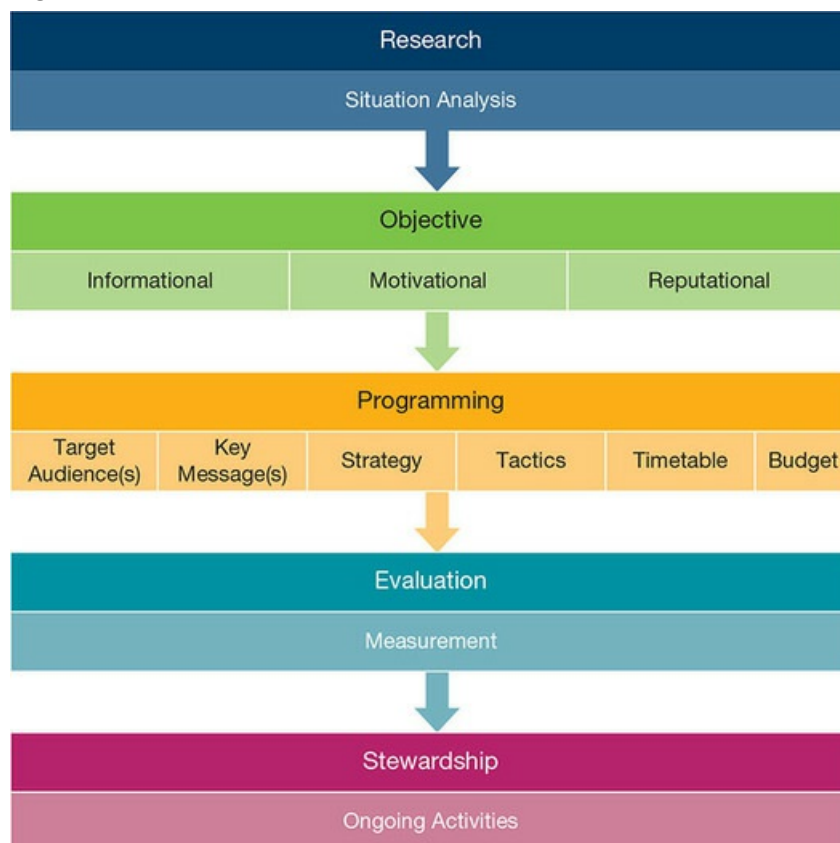 Research
Situation Analysis
Objective
Informational Motivational Reputational
Programming
Target Audience(s) Key Message(s) Strategy Tactics Timetable Budget
Evaluation
Measurement
Stewardship
Ongoing Activities